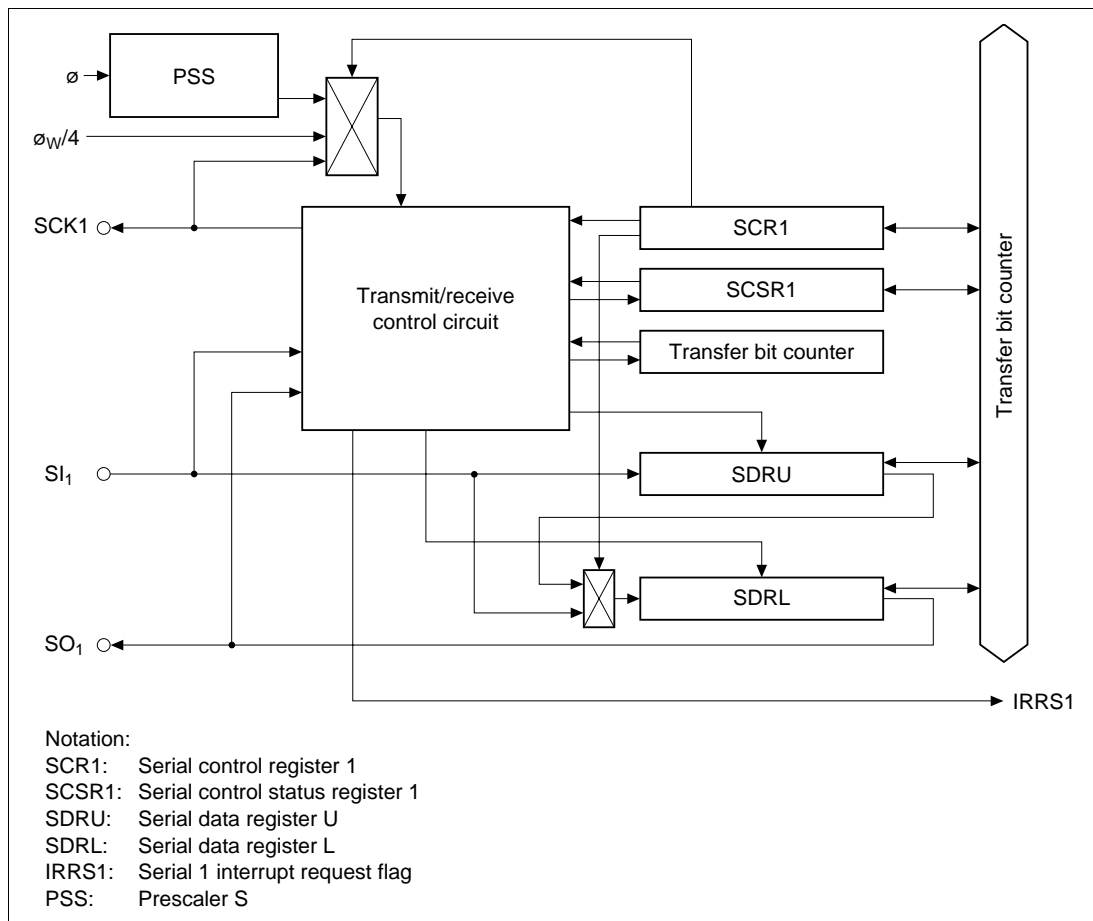 ø
PSS
øW/4
SCK1
SCR1
SCSR1
Transmit/receive
control circuit
Transfer bit counter
Transfer bit counter
SI1
SDRU
SDRL
SO1
IRRS1
Notation:
SCR1: Serial control register 1
SCSR1: Serial control status register 1
SDRU: Serial data register U
SDRL: Serial data register L
IRRS1: Serial 1 interrupt request flag
PSS: Prescaler S